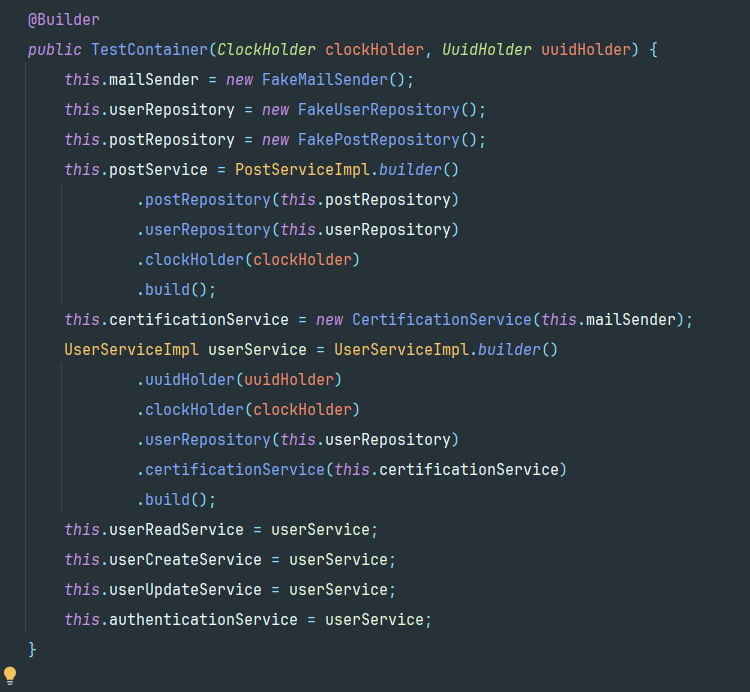 @Builder
public TestContainer(ClockHolder clockHolder, UuidHolder uuidHolder) {
    this.mailSender = new FakeMailSender();
    this.userRepository = new FakeUserRepository();
    this.postRepository = new FakePostRepository();
    this.postService = PostServiceImpl.builder()
            .postRepository(this.postRepository)
            .userRepository(this.userRepository)
            .clockHolder(clockHolder)
            .build();
    this.certificationService = new CertificationService(this.mailSender);
    UserServiceImpl userService = UserServiceImpl.builder()
            .uuidHolder(uuidHolder)
            .clockHolder(clockHolder)
            .userRepository(this.userRepository)
            .certificationService(this.certificationService)
            .build();
    this.userReadService = userService;
    this.userCreateService = userService;
    this.userUpdateService = userService;
    this.authenticationService = userService;
}